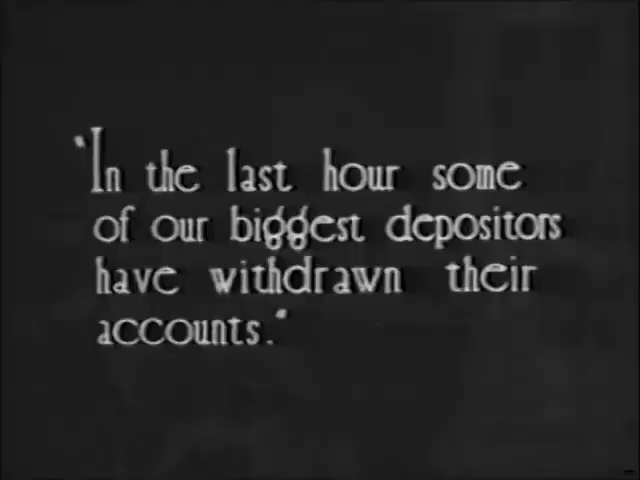 "In the last hour some
of our biggest depositors
have withdrawn their
accounts."